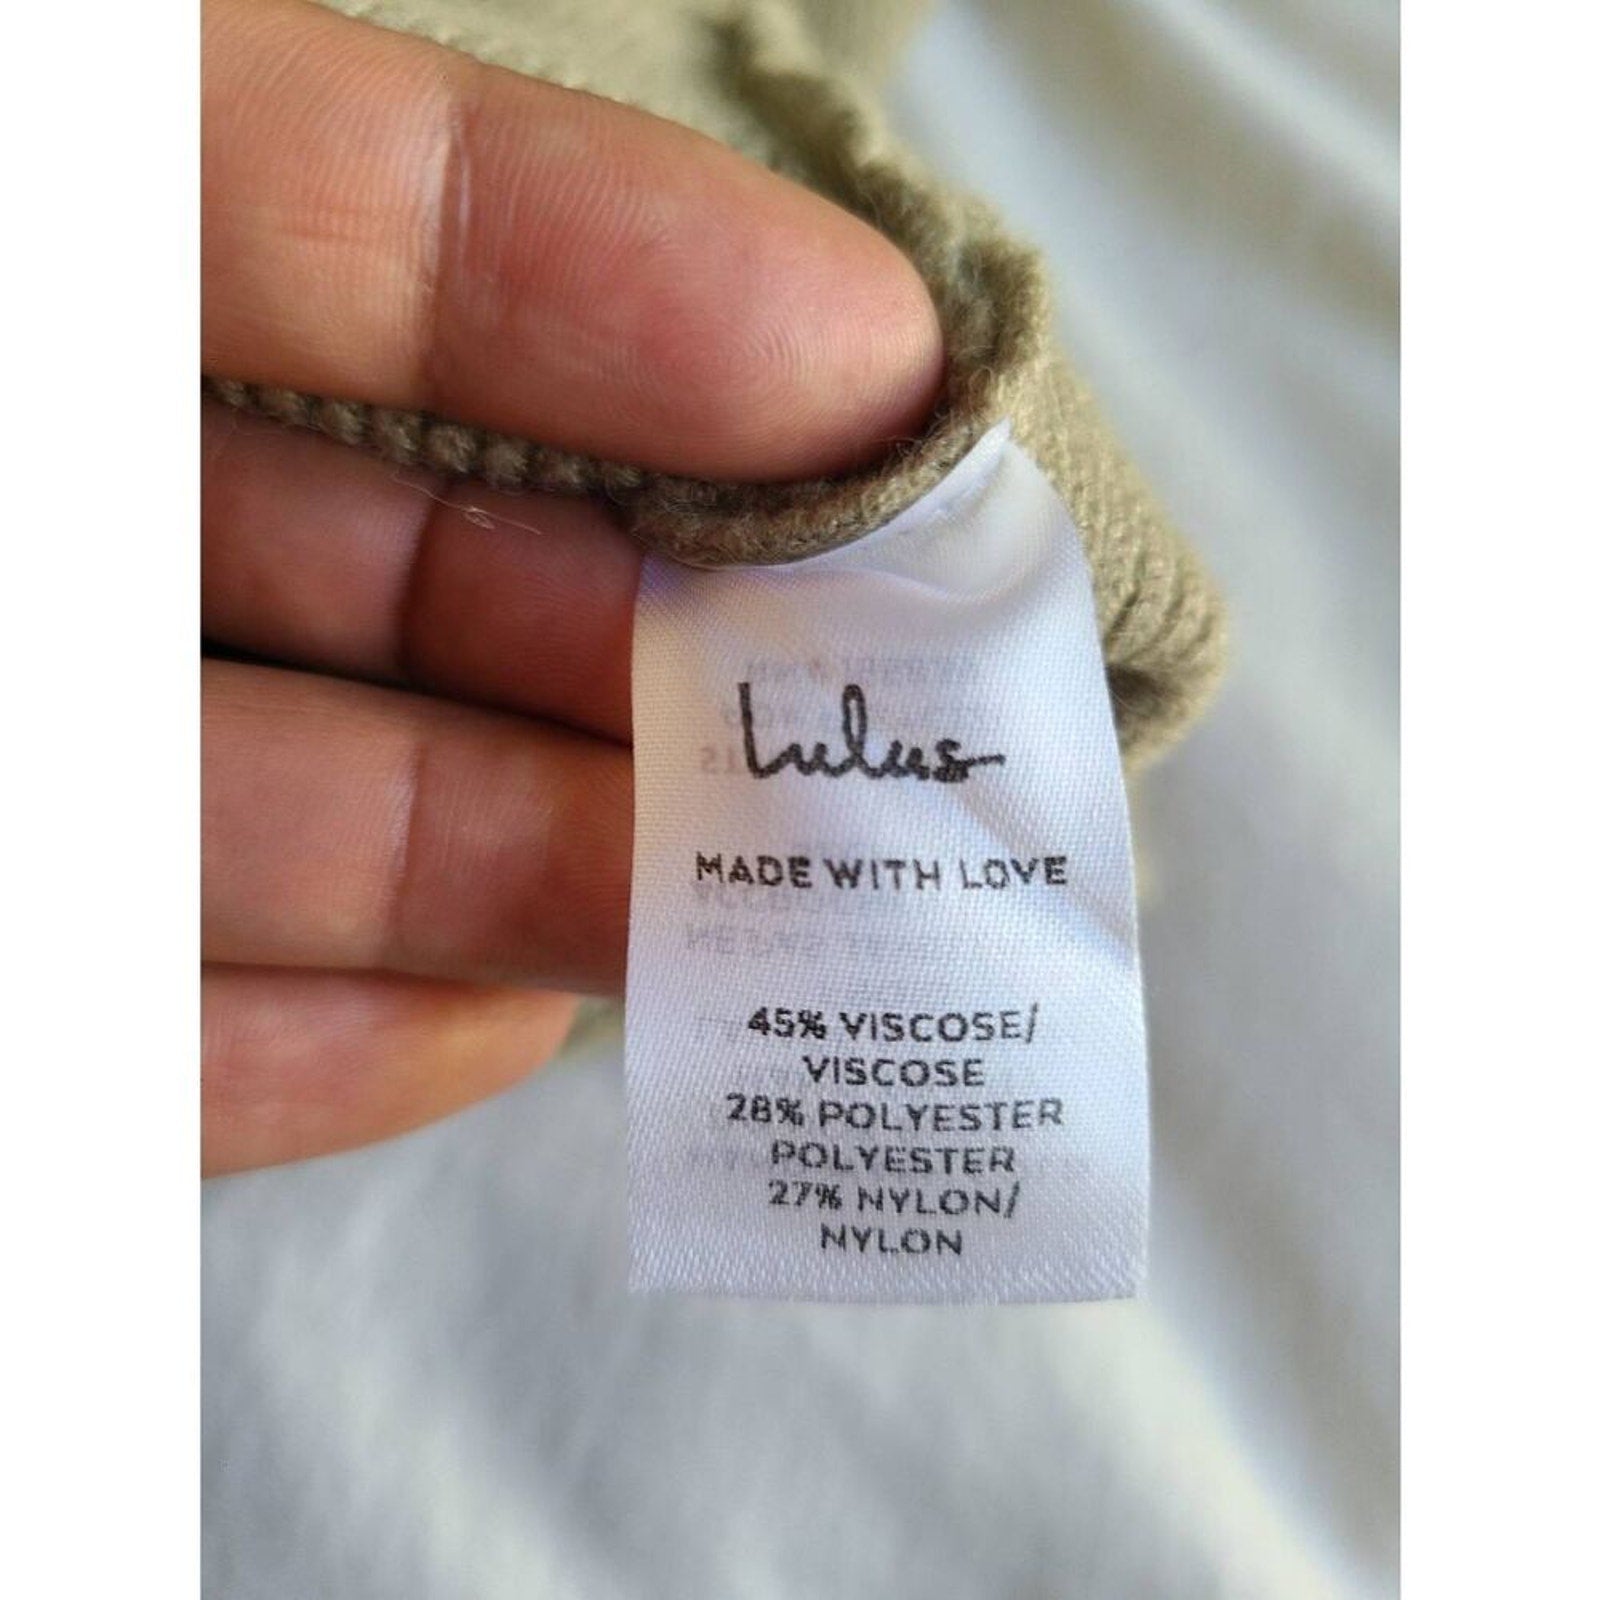 Lulus
MADE WITH LOVE
45% VISCOSE/
VISCOSE
28% POLYESTER
POLYESTER
27% NYLON/
NYLON